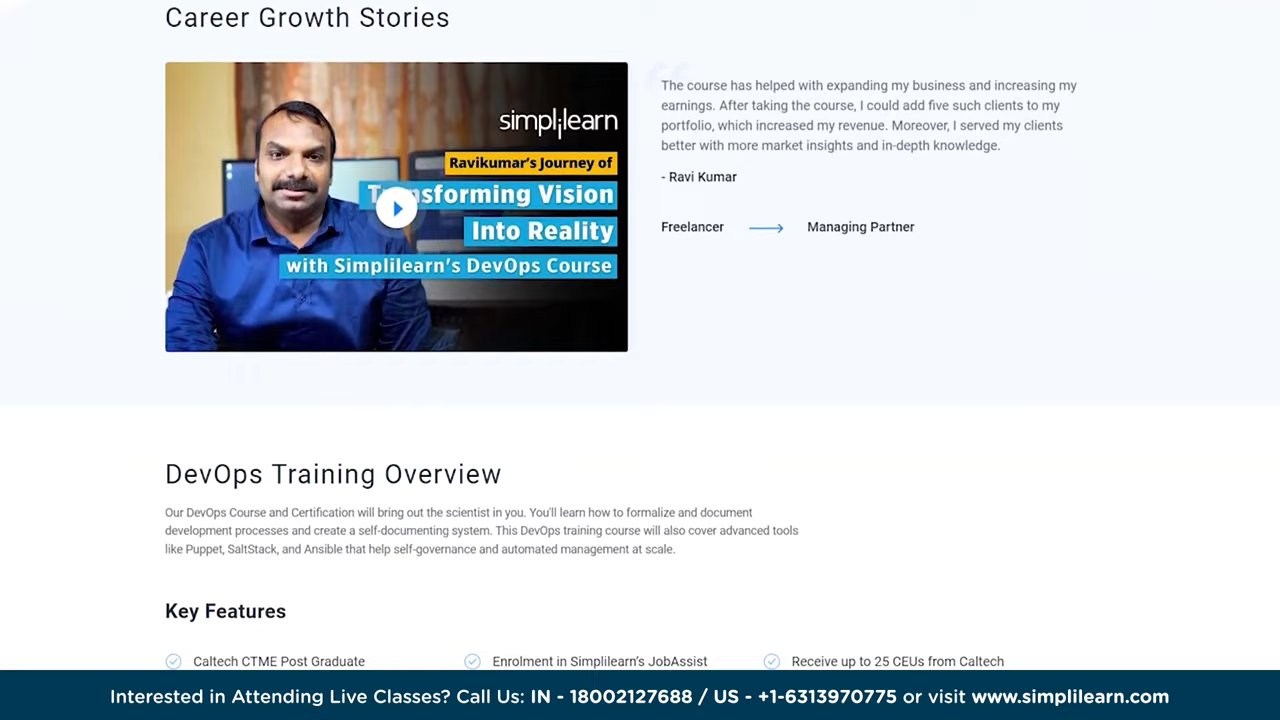 Career Growth Stories
simplilearn
Ravikumar's Journey of
Transforming Vision
Into Reality
with Simplilearn's DevOps Course
The course has helped with expanding my business and increasing my
earnings. After taking the course, I could add five such clients to my
portfolio, which increased my revenue. Moreover, I served my clients
better with more market insights and in-depth knowledge.
- Ravi Kumar
Freelancer
Managing Partner
DevOps Training Overview
Our DevOps Course and Certification will bring out the scientist in you. You'll learn how to formalize and document
development processes and create a self-documenting system. This DevOps training course will also cover advanced tools
like Puppet, SaltStack, and Ansible that help self-governance and automated management at scale.
Key Features
Caltech CTME Post Graduate
Enrolment in Simplilearn's JobAssist
Receive up to 25 CEUs from Caltech
Interested in Attending Live Classes? Call Us: IN - 18002127688 / US - +1-6313970775 or visit www.simplilearn.com